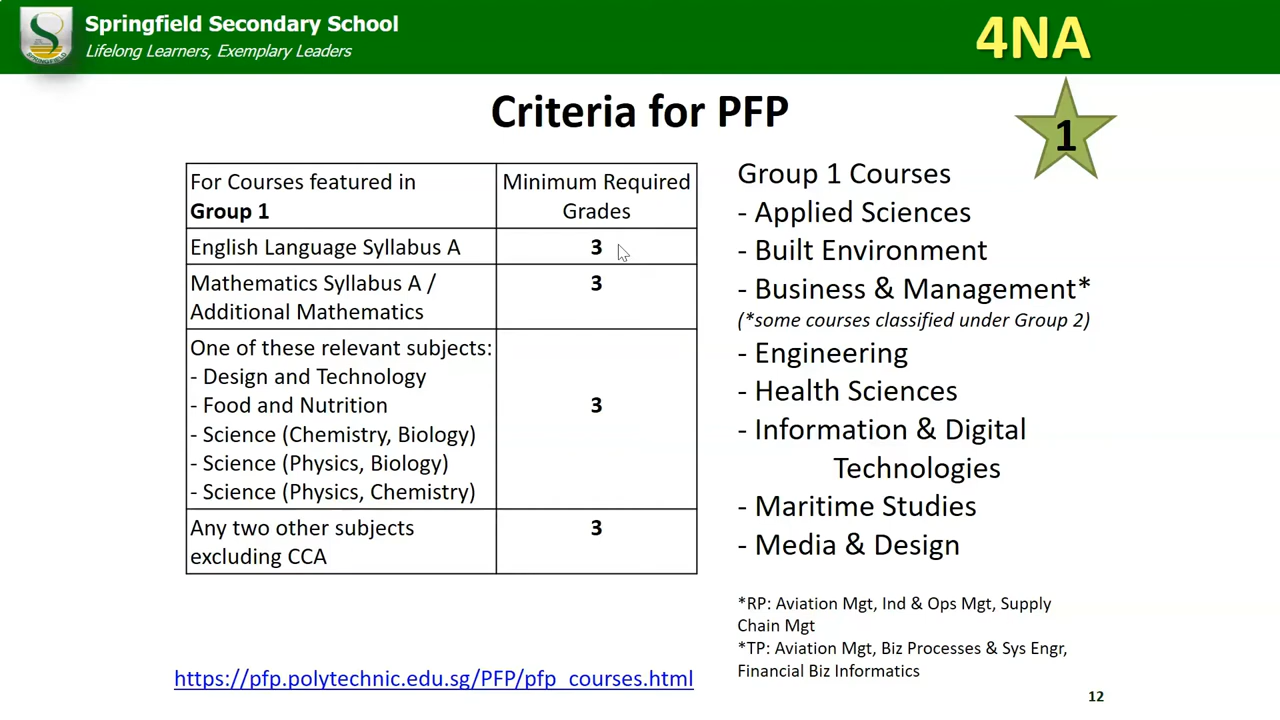 Springfield Secondary School
Lifelong Learners, Exemplary Leaders
4NA
SPRINGFIELD
Criteria for PFP
1
For Courses featured in
Group 1
Minimum Required
Grades
English Language Syllabus A
3
Mathematics Syllabus A /
Additional Mathematics
3
One of these relevant subjects:
- Design and Technology
- Food and Nutrition
- Science (Chemistry, Biology)
- Science (Physics, Biology)
- Science (Physics, Chemistry)
3
Any two other subjects
excluding CCA
3
Group 1 Courses
- Applied Sciences
- Built Environment
- Business & Management*
(*some courses classified under Group 2)
- Engineering
- Health Sciences
- Information & Digital
Technologies
- Maritime Studies
- Media & Design
*RP: Aviation Mgt, Ind & Ops Mgt, Supply
Chain Mgt
*TP: Aviation Mgt, Biz Processes & Sys Engr,
Financial Biz Informatics
https://pfp.polytechnic.edu.sg/PFP/pfp_courses.html
12